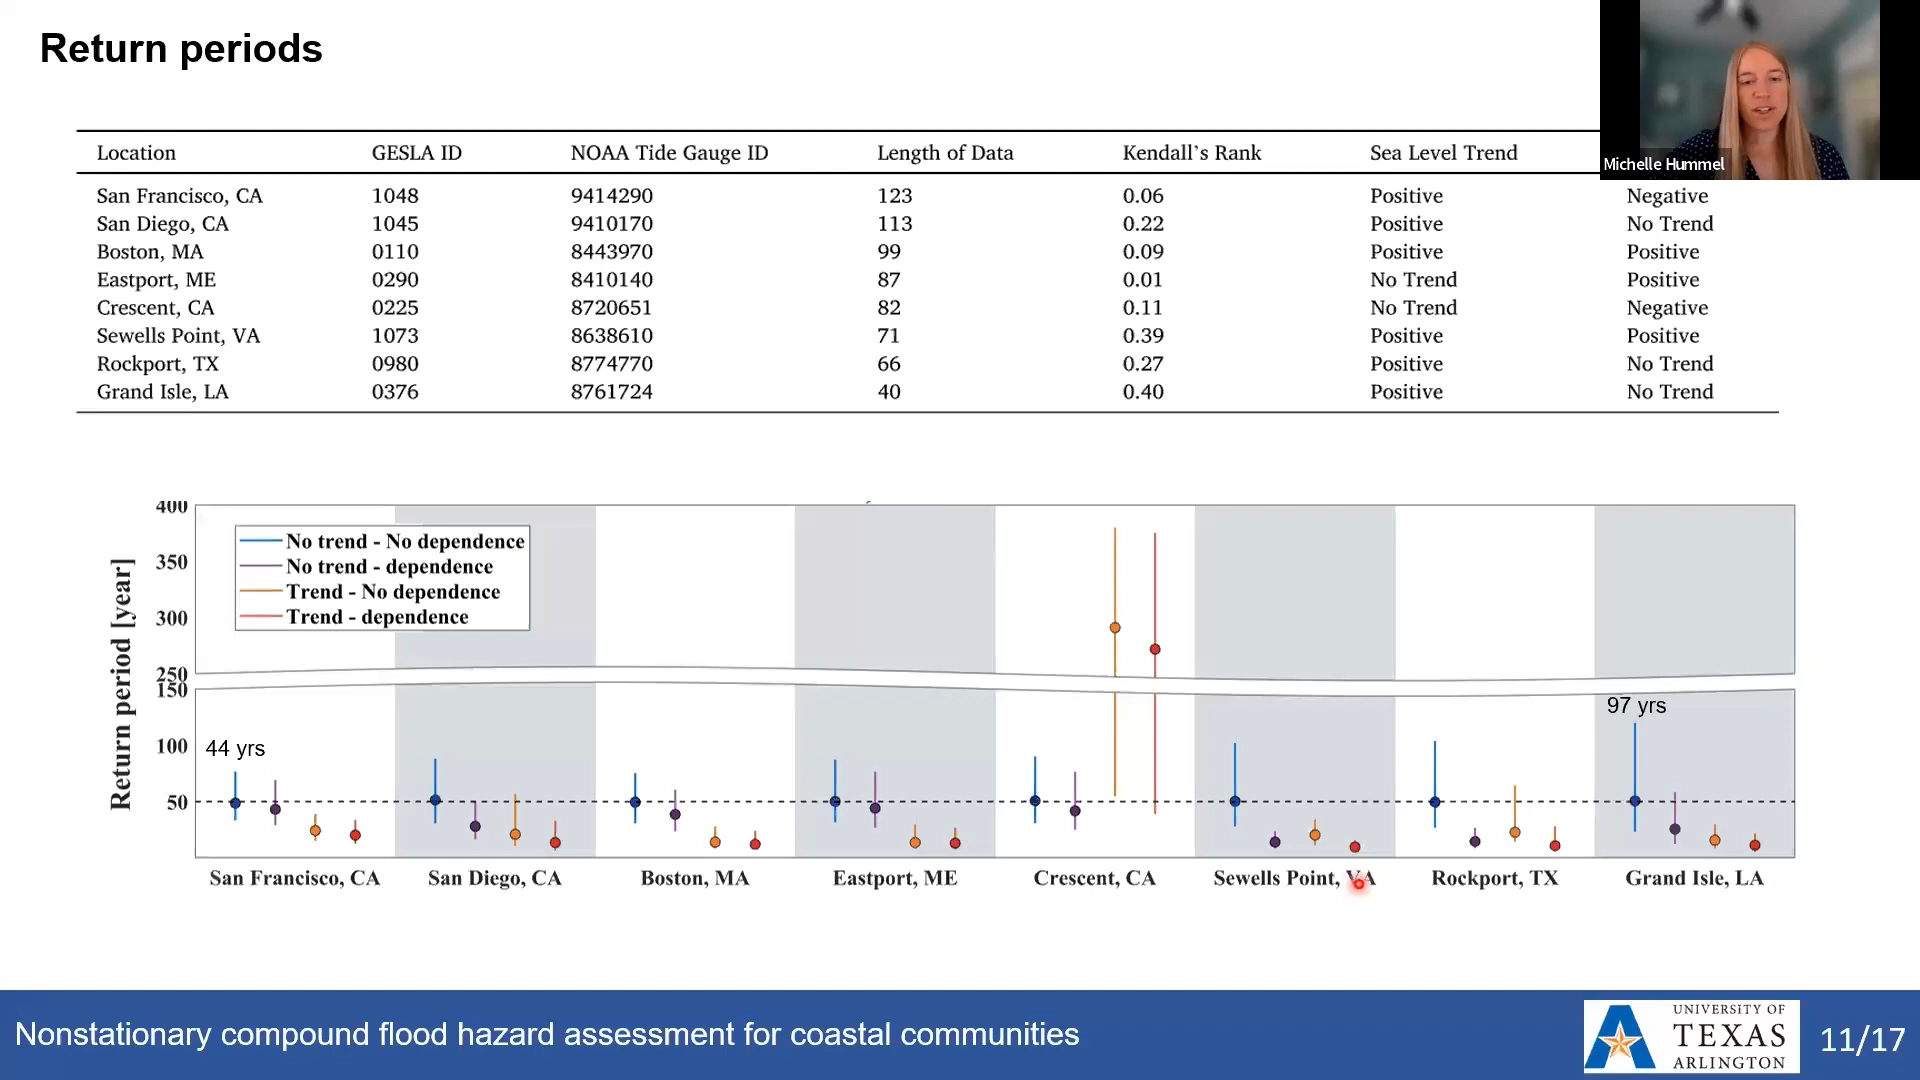 Return periods
Michelle Hummel
Location GESLA ID NOAA Tide Gauge ID Length of Data Kendall's Rank Sea Level Trend
San Francisco, CA 1048 9414290 123 0.06 Positive Negative
San Diego, CA 1045 9410170 113 0.22 Positive No Trend
Boston, MA 0110 8443970 99 0.09 Positive Positive
Eastport, ME 0290 8410140 87 0.01 No Trend Positive
Crescent, CA 0225 8720651 82 0.11 No Trend Negative
Sewells Point, VA 1073 8638610 71 0.39 Positive Positive
Rockport, TX 0980 8774770 66 0.27 Positive No Trend
Grand Isle, LA 0376 8761724 40 0.40 Positive No Trend
Return period [year]
400
350
300
250
150
100
50
No trend - No dependence
No trend - dependence
Trend - No dependence
Trend - dependence
44 yrs
97 yrs
San Francisco, CA San Diego, CA Boston, MA Eastport, ME Crescent, CA Sewells Point, VA Rockport, TX Grand Isle, LA
Nonstationary compound flood hazard assessment for coastal communities
UNIVERSITY OF
TEXAS
ARLINGTON
11/17